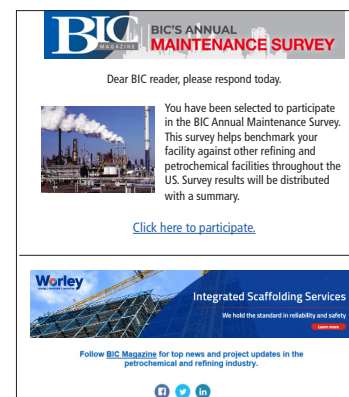 BIC
MAGAZINE
BIC'S ANNUAL
MAINTENANCE SURVEY
Dear BIC reader, please respond today.
You have been selected to participate
in the BIC Annual Maintenance Survey.
This survey helps benchmark your
facility against other refining and
petrochemical facilities throughout the
US. Survey results will be distributed
with a summary.
Click here to participate.
Worley
Integrated Scaffolding Services
We hold the standard in reliability and safety
Learn more
Follow BIC Magazine for top news and project updates in the
petrochemical and refining industry.